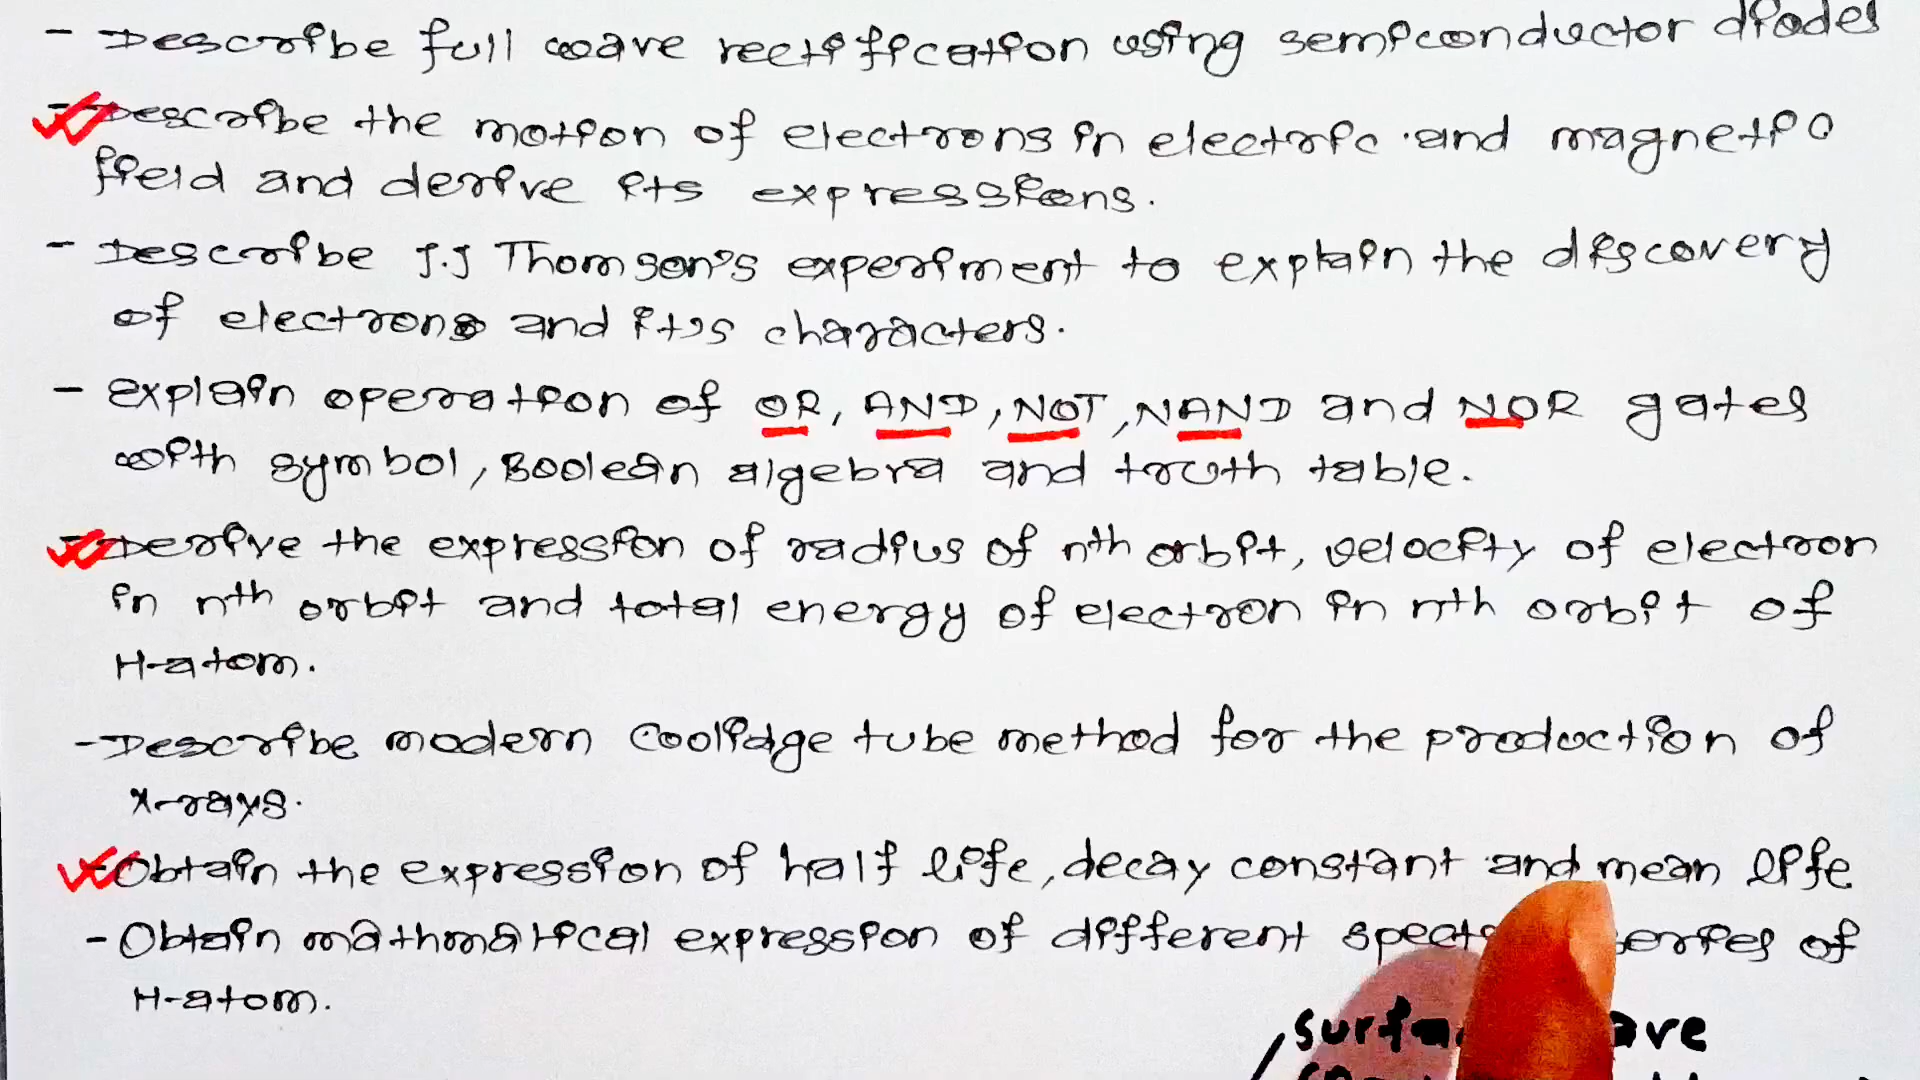 - Describe full wave rectification using semiconductor diodes
- Describe the motion of electrons in electric and magnetic
field and derive its expressions.
- Describe J.J Thomson's experiment to explain the discovery
of electrons and it's characters.
- explain operation of OR, AND, NOT, NAND and NOR gates
with symbol, Boolean algebra and truth table.
- Derive the expression of radius of nth orbit, velocity of electron
in nth orbit and total energy of electron in nth orbit of
H-atom.
- Describe modern Coolidge tube method for the production of
x-rays.
- Obtain the expression of half life, decay constant and mean life
- Obtain mathmatical expression of different series of
H-atom.